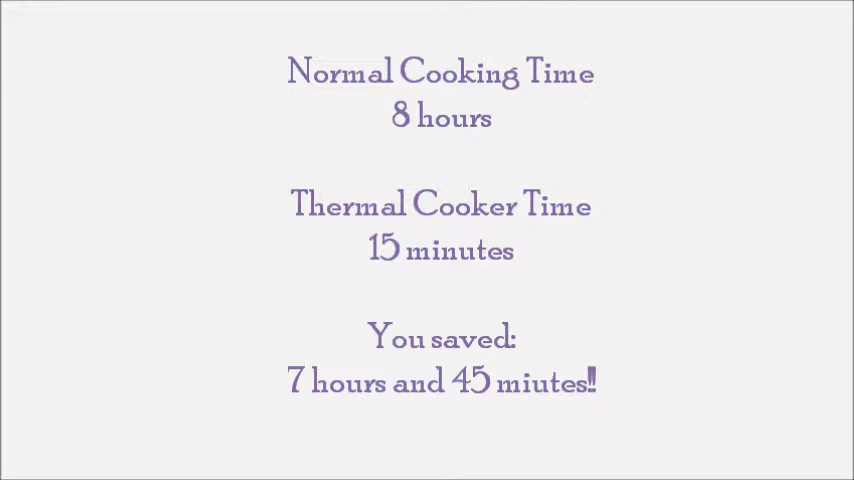 Normal Cooking Time
8 hours
Thermal Cooker Time
15 minutes
You saved:
7 hours and 45 miutes!!